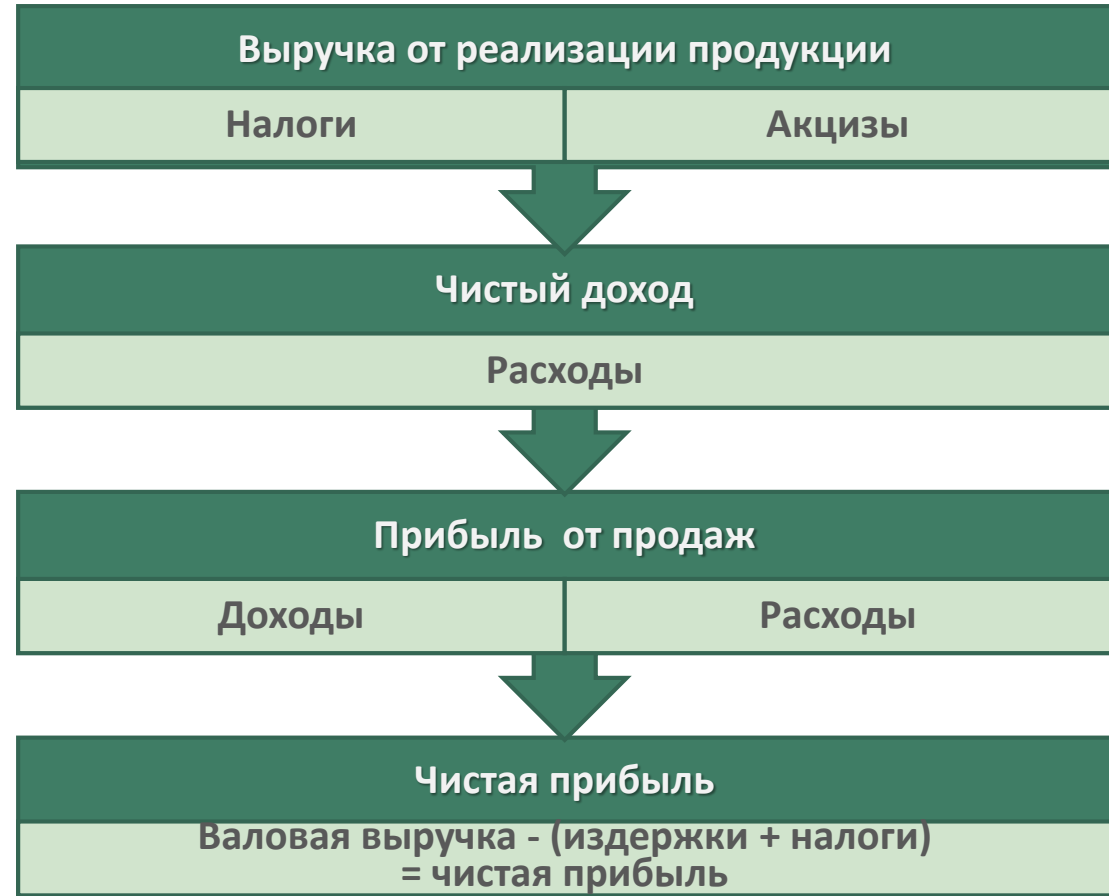 Выручка от реализации продукции
Налоги
Акцизы
Чистый доход
Расходы
Прибыль от продаж
Доходы
Расходы
Чистая прибыль
Валовая выручка - (издержки + налоги)
= чистая прибыль